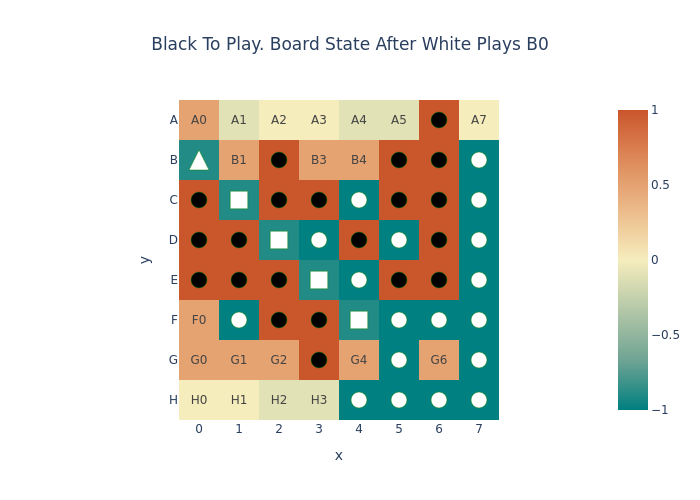 Black To Play. Board State After White Plays B0
A A0 A1 A2 A3 A4 A5 A7
B B1 B3 B4
C
D
E
F F0
G G0 G1 G2 G4 G6
H H0 H1 H2 H3
0 1 2 3 4 5 6 7
x
y
1
0.5
0
−0.5
−1